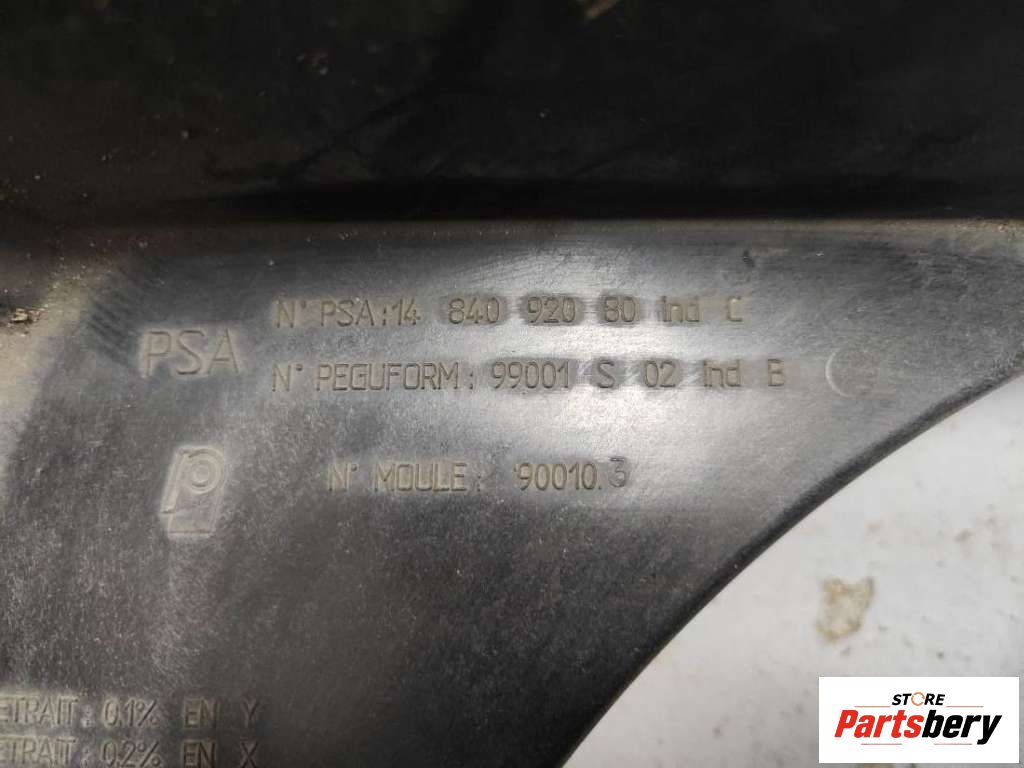 N° PSA:14 840 920 80 Ind C
PSA
N° PEGUFORM: 99001 S 02 Ind B
N° MOULE: 90010.3
ETRAIT: 0.1% EN Y
ETRAIT: 0.2% EN X
STORE
Partsbery